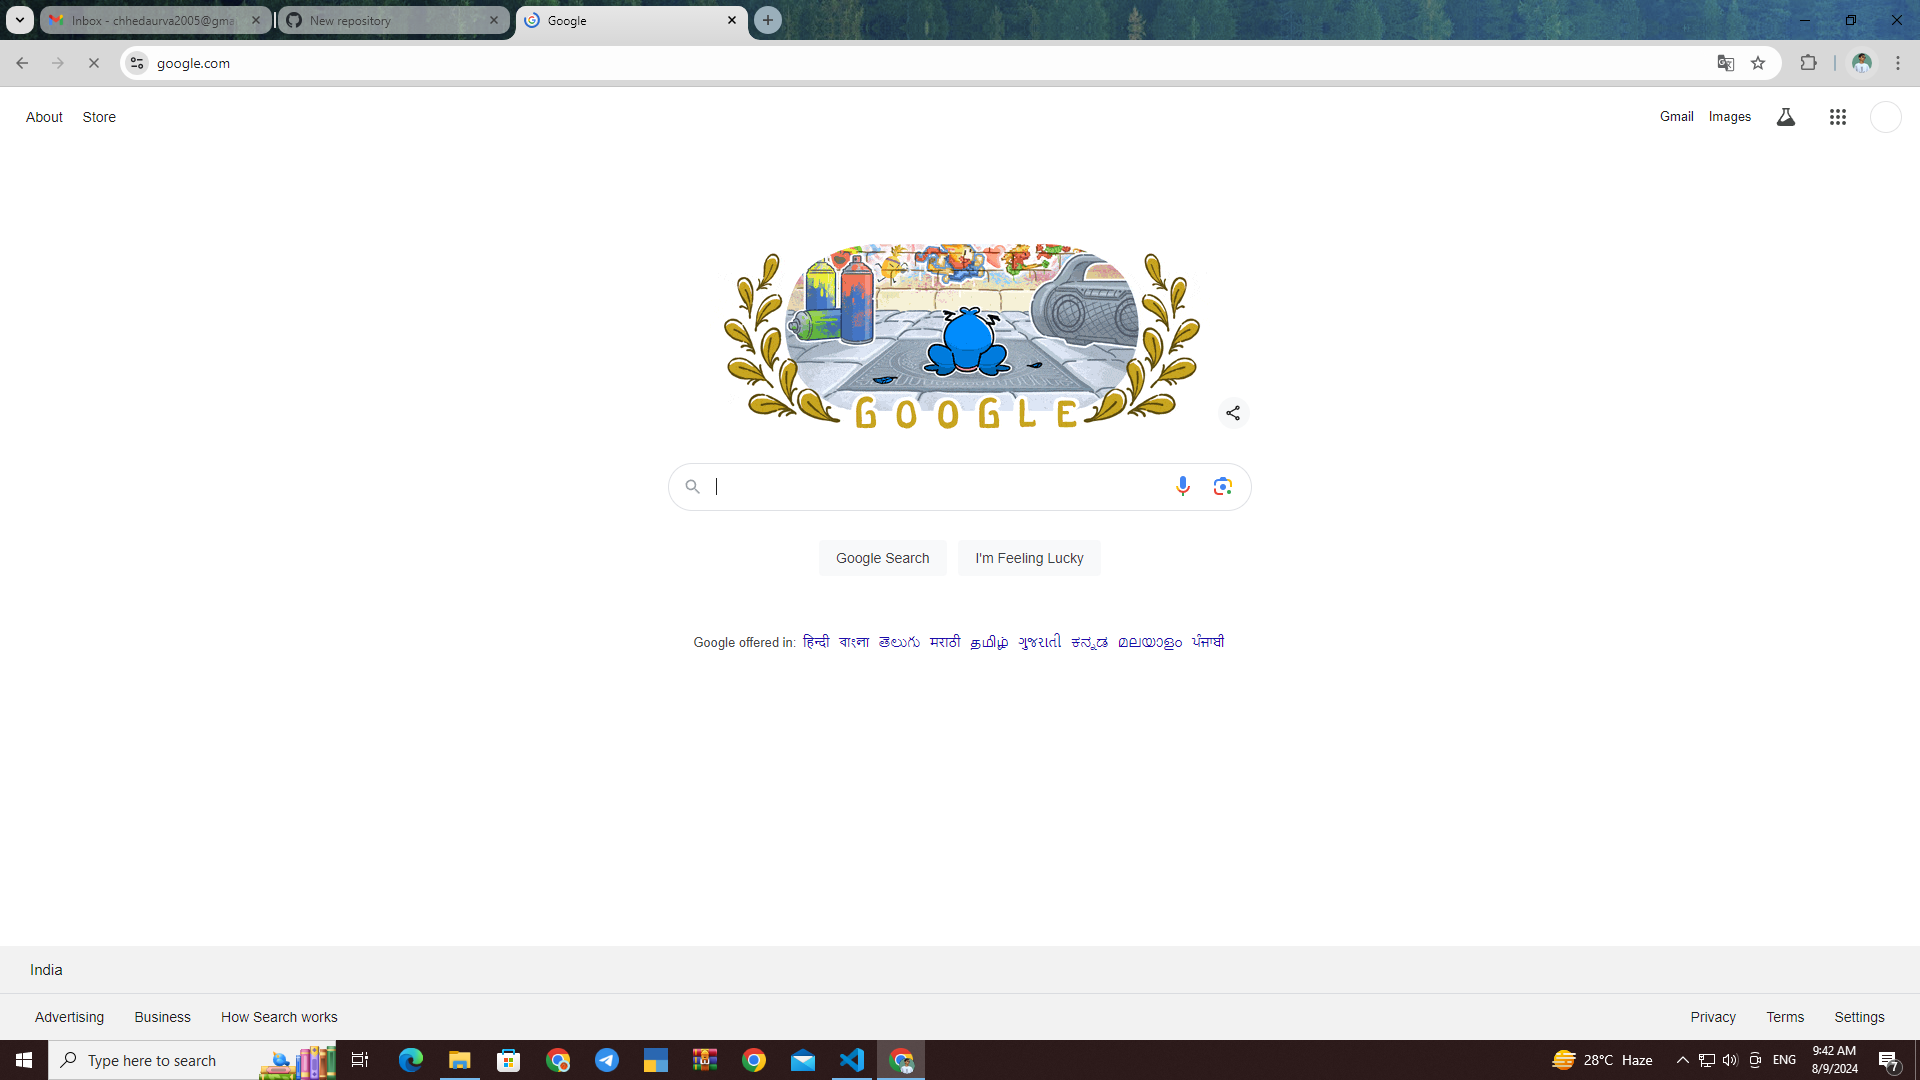 Inbox - chhedaurva2005@gma
New repository
Google
google.com
About Store
Gmail Images
GOOGLE
Google Search I'm Feeling Lucky
Google offered in: हिन्दी বাংলা తెలుగు मराठी தமிழ் ગુજરાતી ಕನ್ನಡ മലയാളം ਪੰਜਾਬੀ
India
Advertising Business How Search works
Privacy Terms Settings
Type here to search
28°C Haze
ENG
9:42 AM
8/9/2024
7